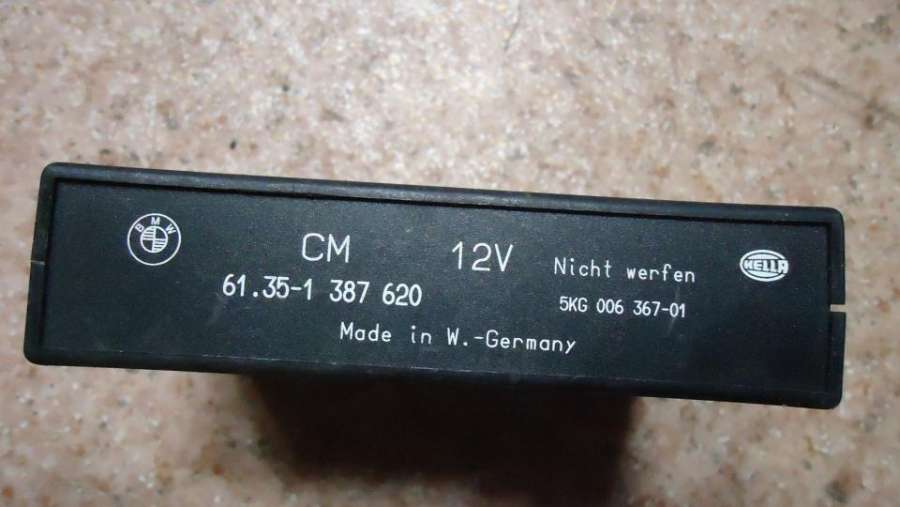 BMW
CM 12V
Nicht werfen
HELLA
61.35-1 387 620
5KG 006 367-01
Made in W.-Germany